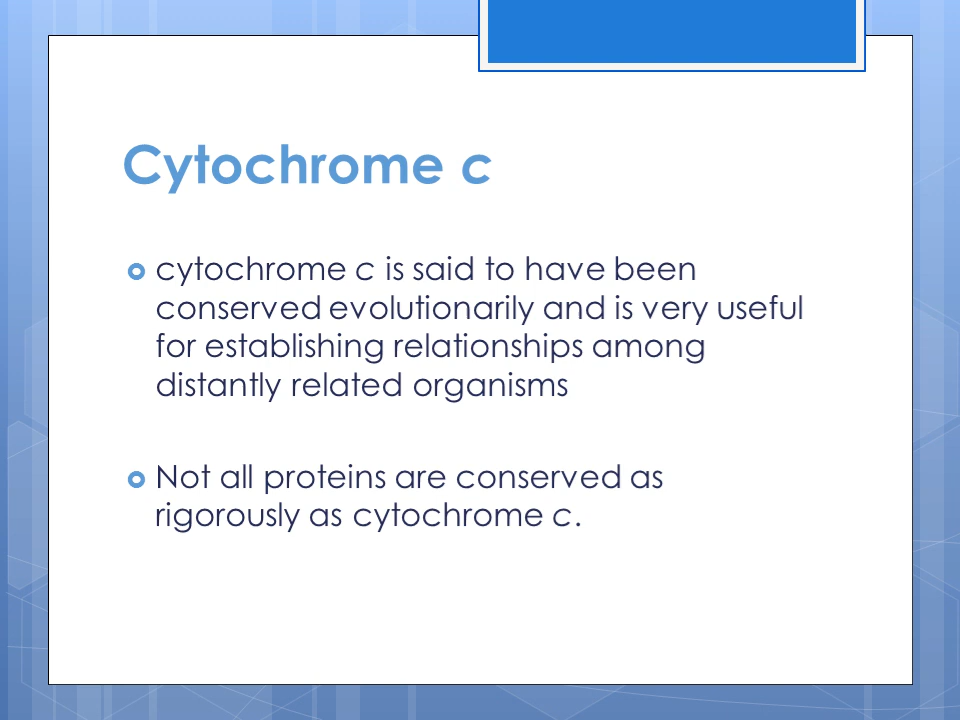 Cytochrome c
cytochrome c is said to have been
conserved evolutionarily and is very useful
for establishing relationships among
distantly related organisms
Not all proteins are conserved as
rigorously as cytochrome c.